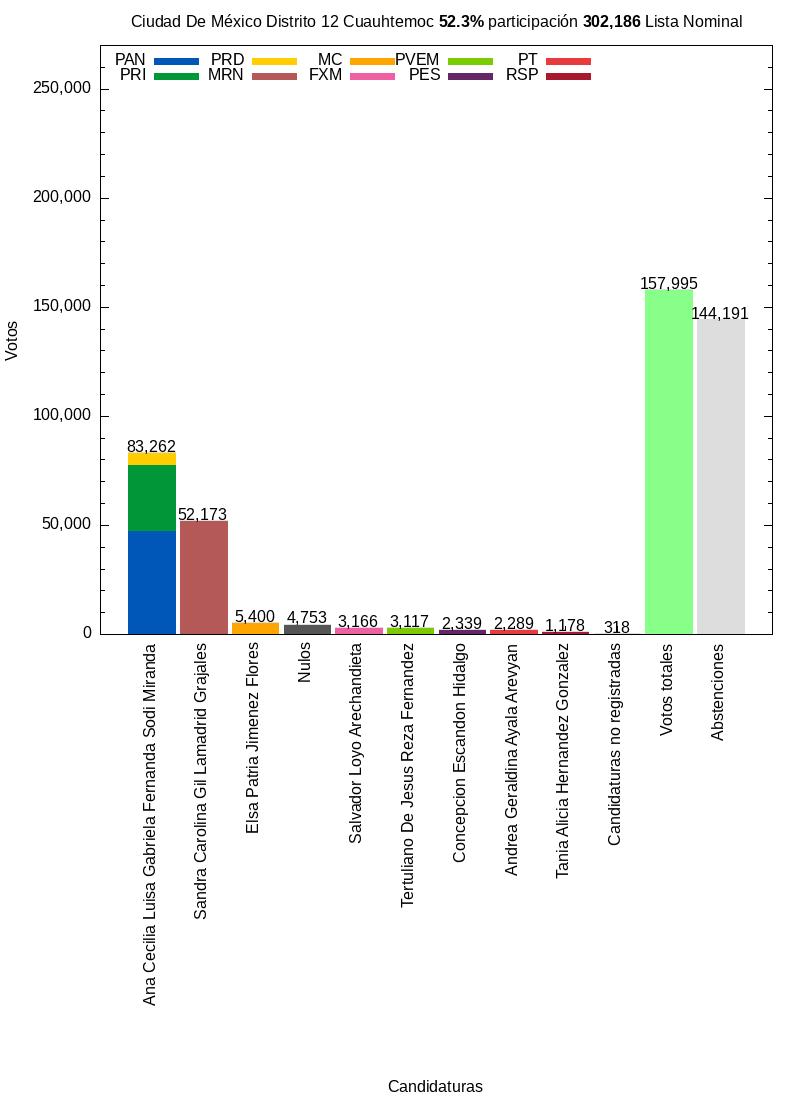 Ciudad De México Distrito 12 Cuauhtemoc 52.3% participación 302,186 Lista Nominal
PAN PRD MC PVEM PT
PRI MRN FXM PES RSP
250,000
200,000
150,000
100,000
50,000
0
Votos
83,262
52,173
5,400
4,753
3,166
3,117
2,339
2,289
1,178
318
157,995
144,191
Ana Cecilia Luisa Gabriela Fernanda Sodi Miranda
Sandra Carolina Gil Lamadrid Grajales
Elsa Patria Jimenez Flores
Nulos
Salvador Loyo Arechandieta
Tertuliano De Jesus Reza Fernandez
Concepcion Escandon Hidalgo
Andrea Geraldina Ayala Arevyan
Tania Alicia Hernandez Gonzalez
Candidaturas no registradas
Votos totales
Abstenciones
Candidaturas